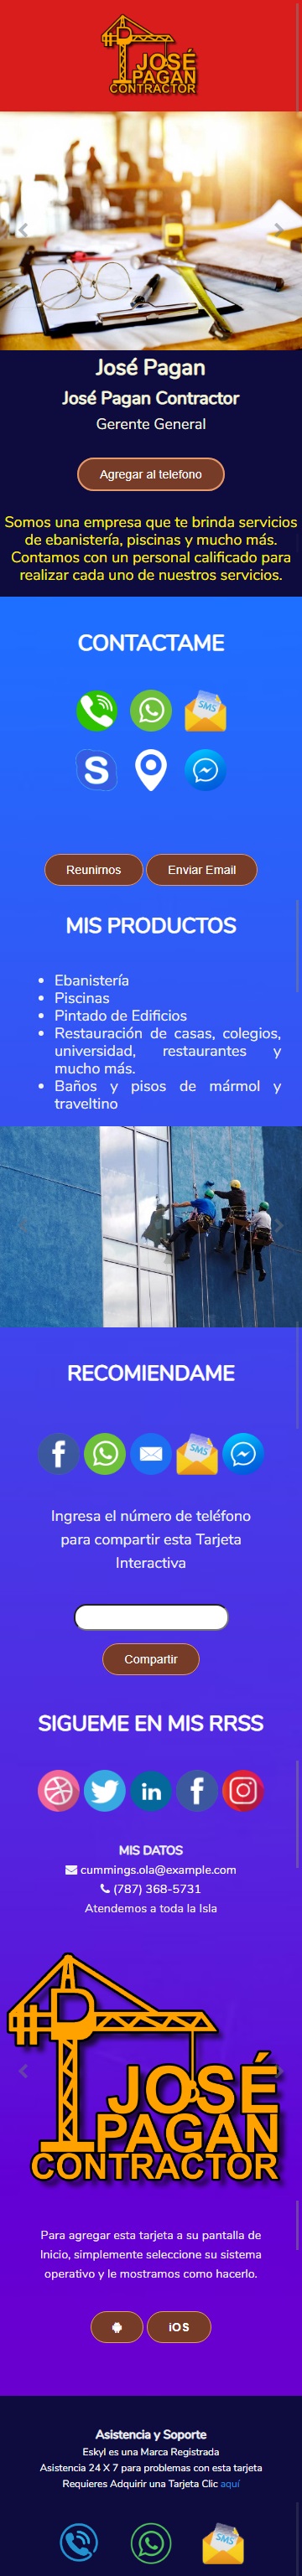 JOSÉ
PAGAN
CONTRACTOR
José Pagan
José Pagan Contractor
Gerente General
Agregar al telefono
Somos una empresa que te brinda servicios
de ebanistería, piscinas y mucho más.
Contamos con un personal calificado para
realizar cada uno de nuestros servicios.
CONTACTAME
SMS
S
Reunirnos
Enviar Email
MIS PRODUCTOS
• Ebanistería
• Piscinas
• Pintado de Edificios
• Restauración de casas, colegios,
universidad, restaurantes y
mucho más.
• Baños y pisos de mármol y
traveltino
RECOMIENDAME
f
SMS
Ingresa el número de teléfono
para compartir esta Tarjeta
Interactiva
Compartir
SIGUEME EN MIS RRSS
in
f
MIS DATOS
cummings.ola@example.com
(787) 368-5731
Atendemos a toda la Isla
JOSÉ
PAGAN
CONTRACTOR
Para agregar esta tarjeta a su pantalla de
Inicio, simplemente seleccione su sistema
operativo y le mostramos como hacerlo.
iOS
Asistencia y Soporte
Eskyl es una Marca Registrada
Asistencia 24 X 7 para problemas con esta tarjeta
Requieres Adquirir una Tarjeta Clic aquí
SMS